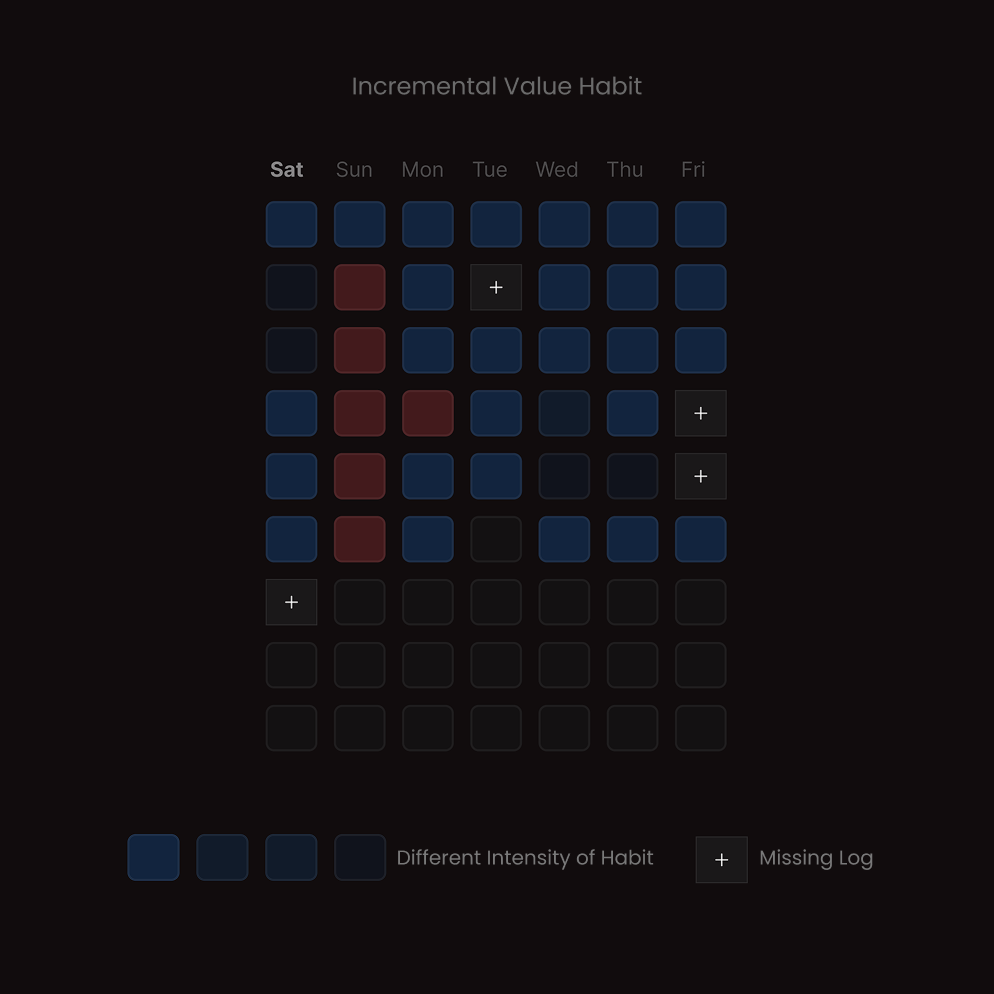 Incremental Value Habit
Sat Sun Mon Tue Wed Thu Fri
+
+
+
+
Different Intensity of Habit + Missing Log